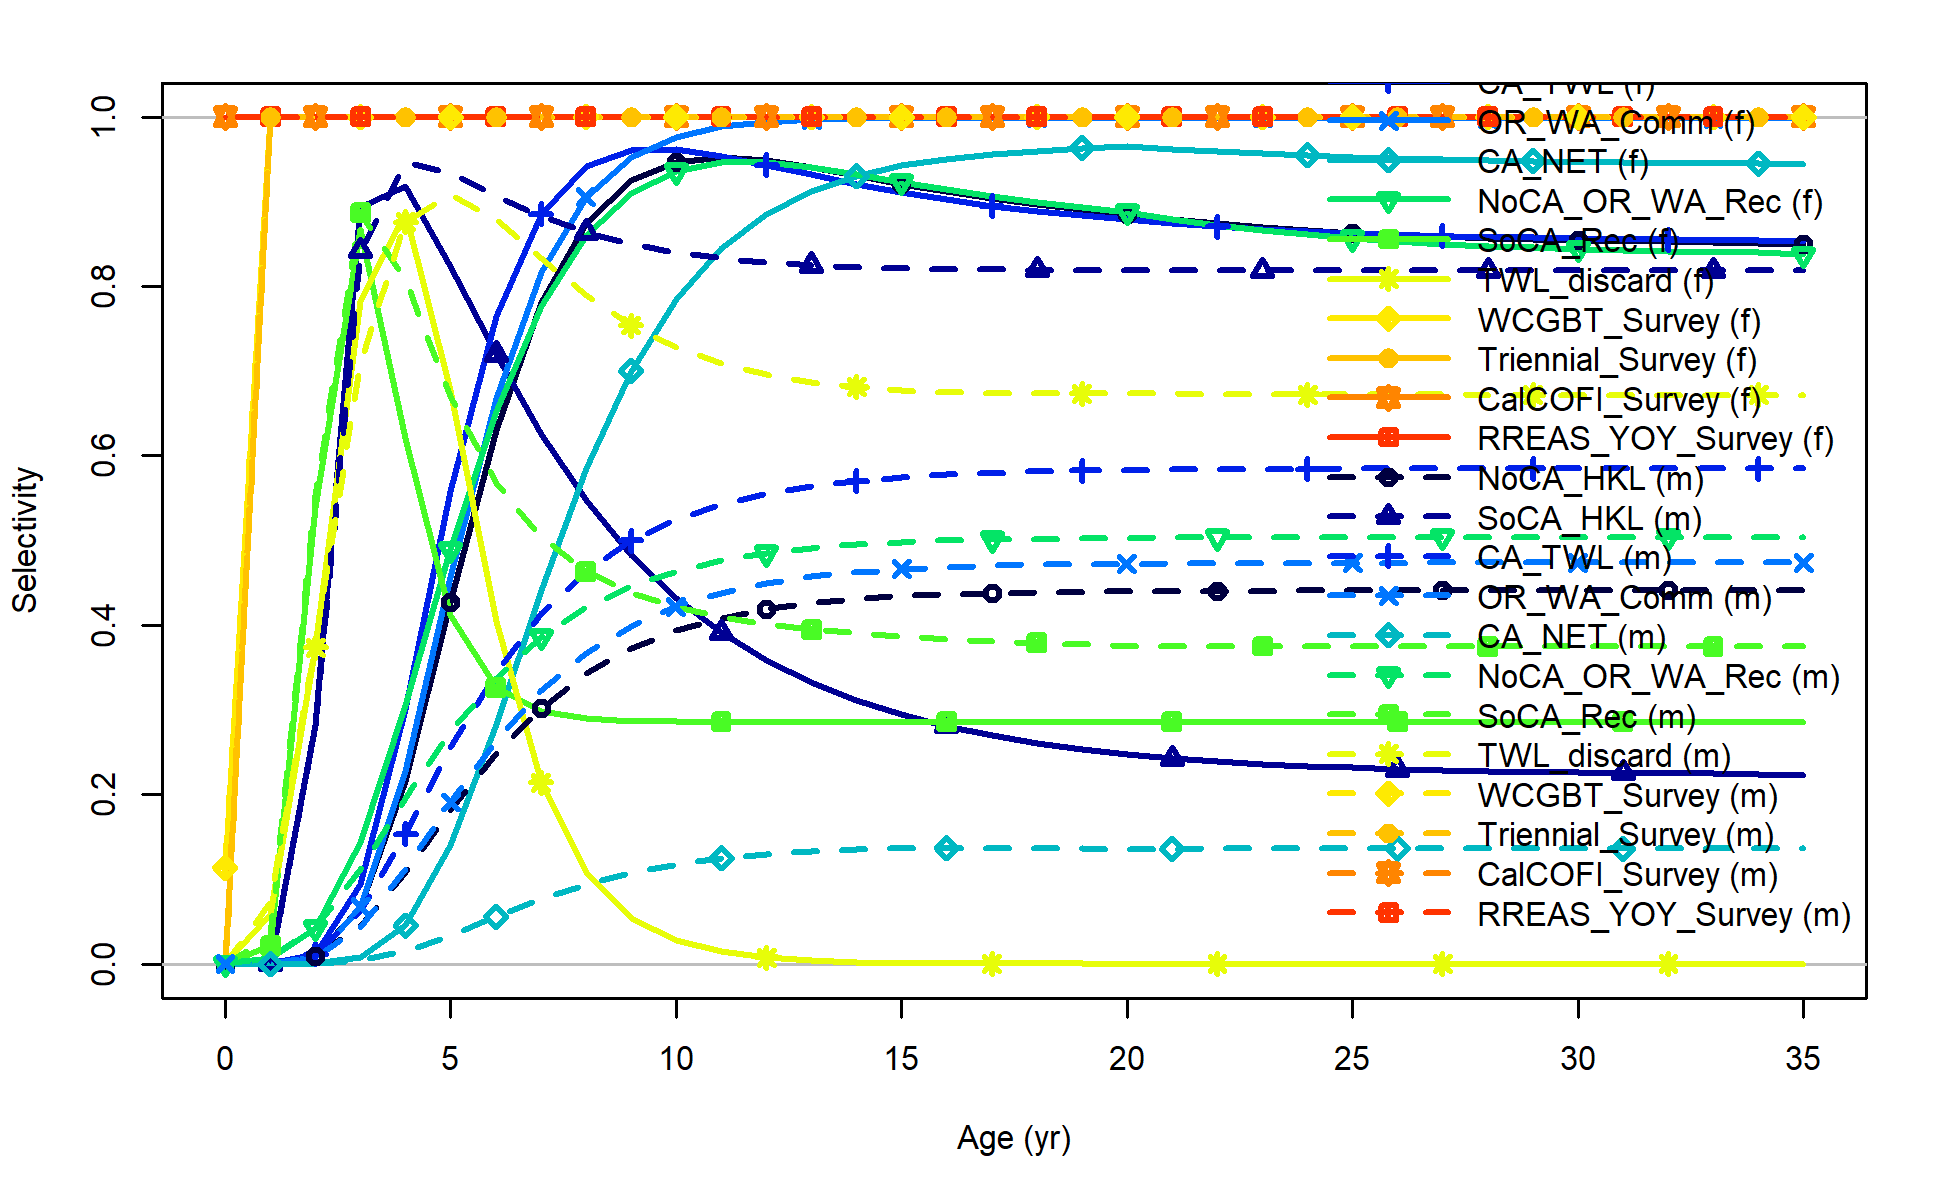 CA_TWL (f)
OR_WA_Comm (f)
CA_NET (f)
NoCA_OR_WA_Rec (f)
SoCA_Rec (f)
TWL_discard (f)
WCGBT_Survey (f)
Triennial_Survey (f)
CalCOFI_Survey (f)
RREAS_YOY_Survey (f)
NoCA_HKL (m)
SoCA_HKL (m)
CA_TWL (m)
OR_WA_Comm (m)
CA_NET (m)
NoCA_OR_WA_Rec (m)
SoCA_Rec (m)
TWL_discard (m)
WCGBT_Survey (m)
Triennial_Survey (m)
CalCOFI_Survey (m)
RREAS_YOY_Survey (m)
1.0
0.8
0.6
0.4
0.2
0.0
Selectivity
0 5 10 15 20 25 30 35
Age (yr)